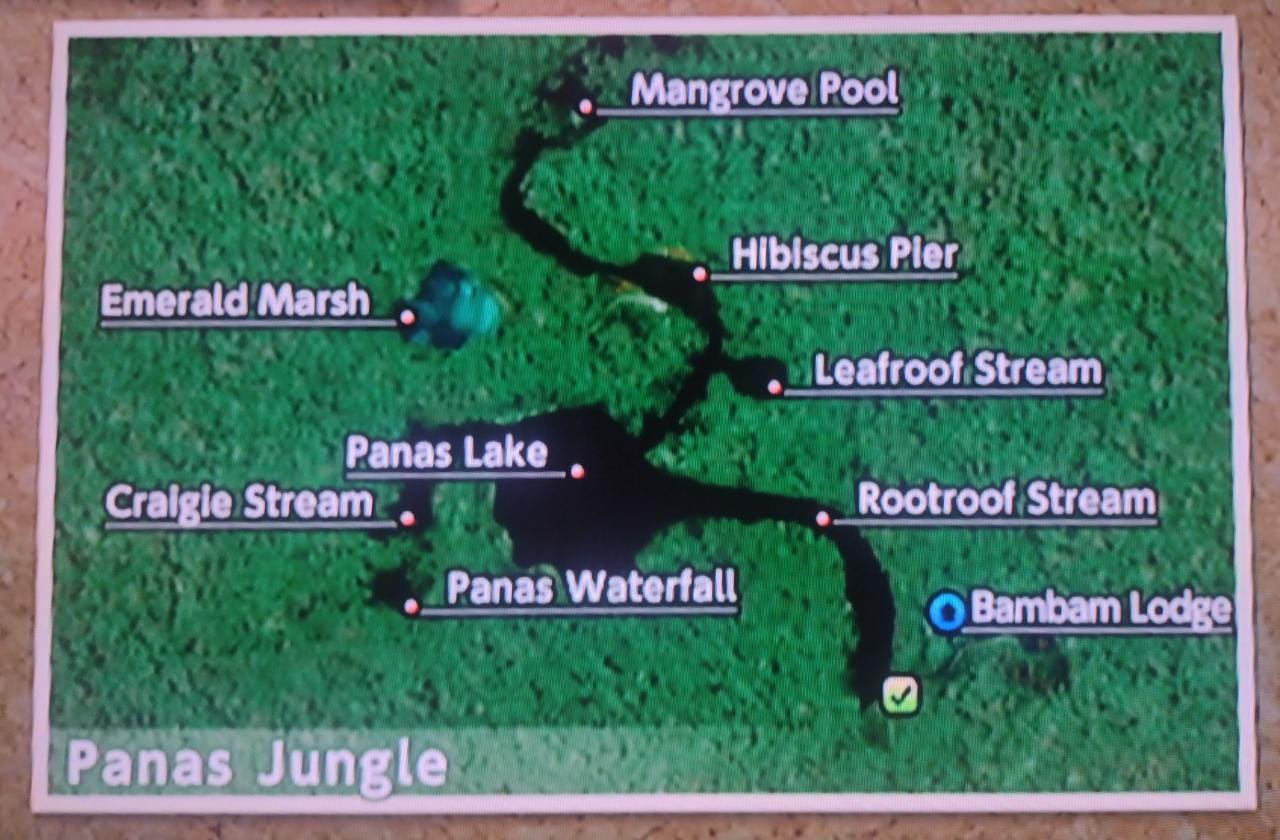 Mangrove Pool
Hibiscus Pier
Emerald Marsh
Leafroof Stream
Panas Lake
Craigie Stream
Rootroof Stream
Panas Waterfall
Bambam Lodge
Panas Jungle